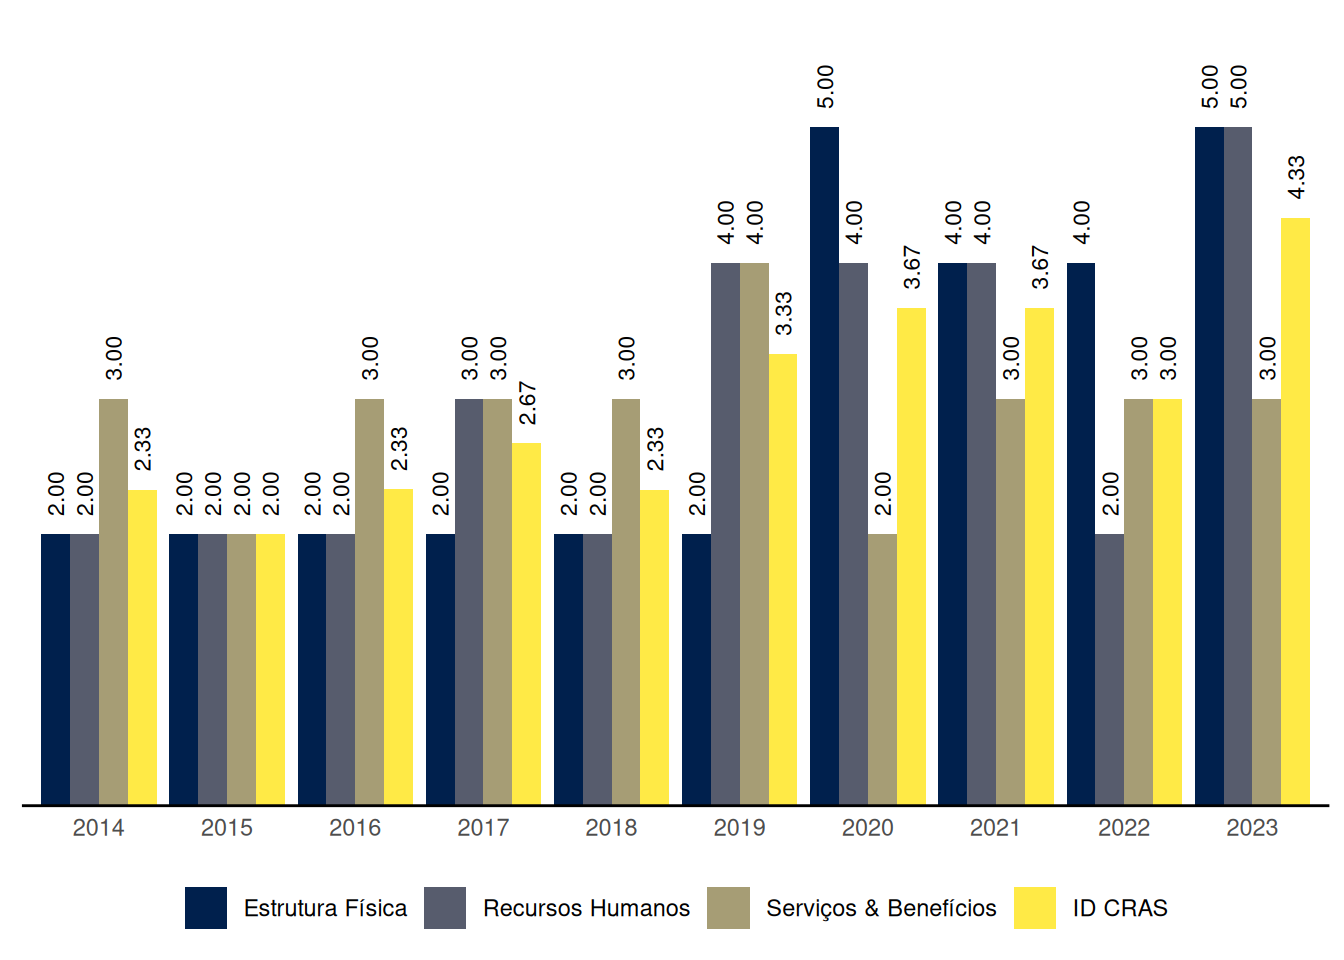 5.00 5.00 5.00
4.33
4.00 4.00 4.00 4.00 4.00 4.00
3.67 3.67
3.33
3.00 3.00 3.00 3.00 3.00 3.00 3.00 3.00 3.00
2.67
2.33 2.33 2.33
2.00 2.00 2.00 2.00 2.00 2.00 2.00 2.00 2.00 2.00 2.00 2.00 2.00 2.00
2014 2015 2016 2017 2018 2019 2020 2021 2022 2023
Estrutura Física Recursos Humanos Serviços & Benefícios ID CRAS